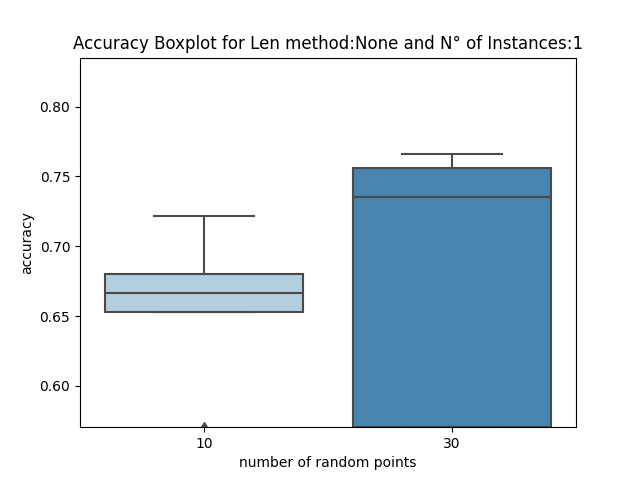 Accuracy Boxplot for Len method:None and N° of Instances:1
0.80
0.75
0.70
0.65
0.60
accuracy
10 30
number of random points